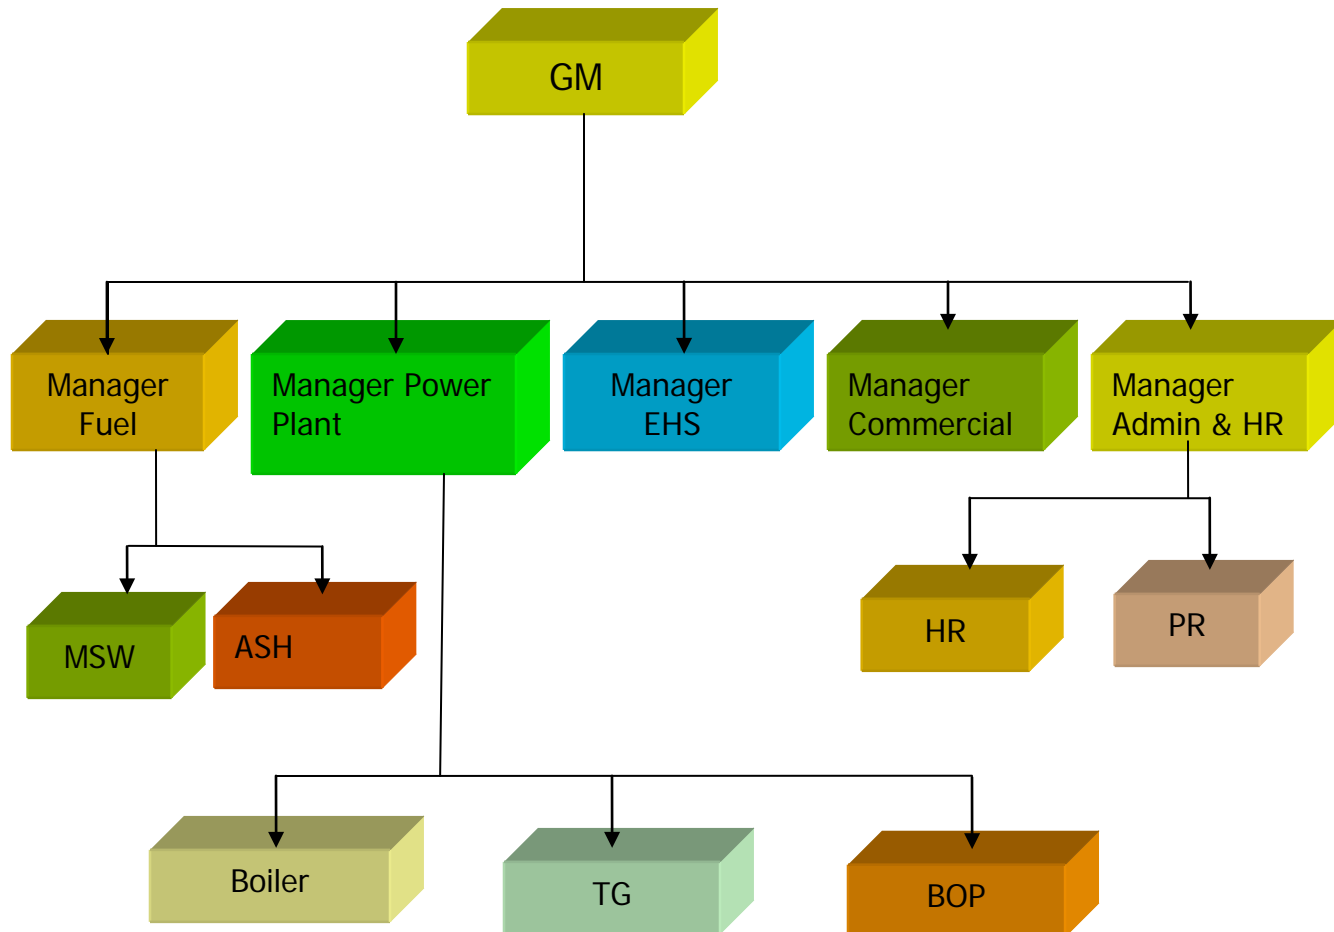 GM
Manager
Fuel
Manager Power
Plant
Manager
EHS
Manager
Commercial
Manager
Admin & HR
MSW
ASH
HR
PR
Boiler
TG
BOP